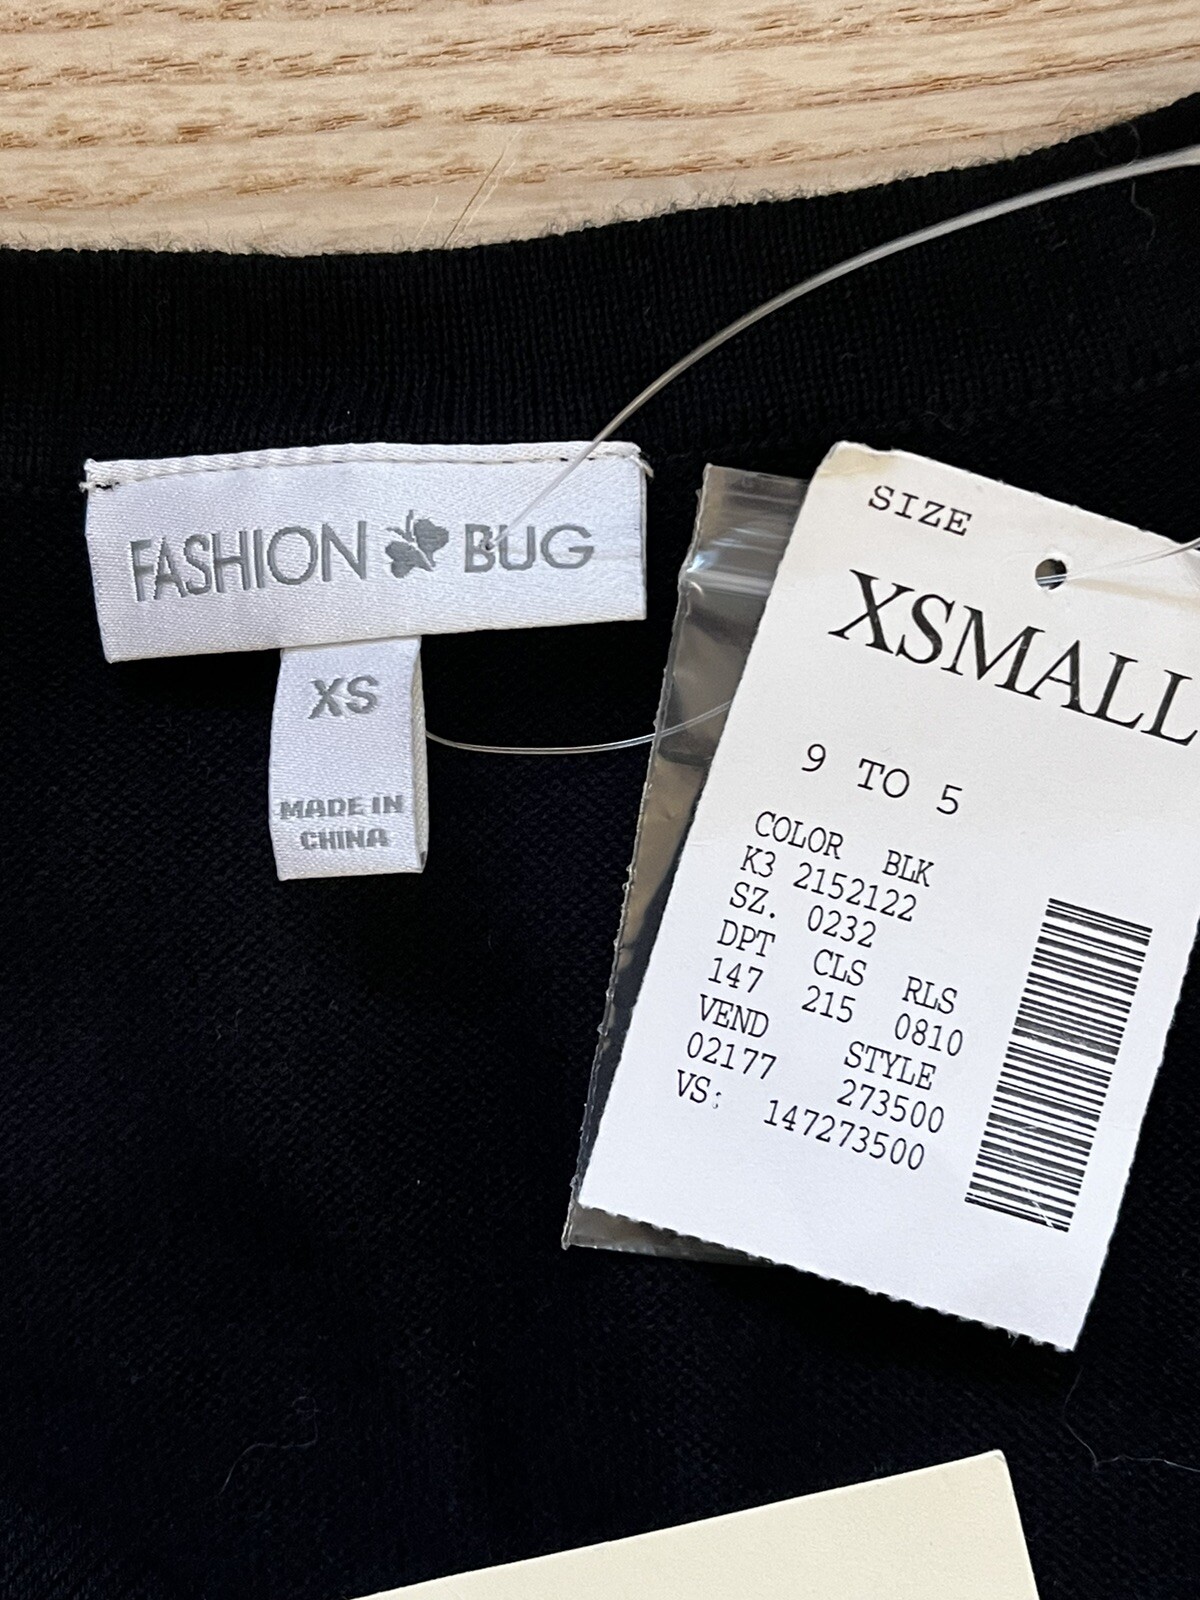 FASHION BUG
XS
MADE IN
CHINA
SIZE
XSMALL
9 TO 5
COLOR BLK
K3 2152122
SZ. 0232
DPT CLS RLS
147 215 0810
VEND STYLE
02177 273500
VS: 147273500